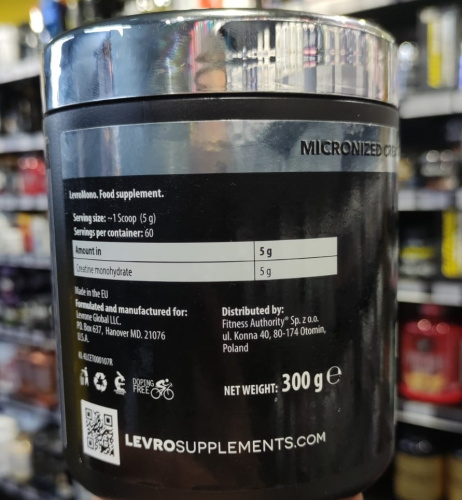 MICRONIZED CREA
LevroMono. Food supplement.
Serving size: ~1 Scoop (5 g)
Servings per container: 60
Amount in 5 g
Creatine monohydrate 5 g
Made in the EU
Formulated and manufactured for:
Levrone Global LLC.
P.O. Box 637, Hanover MD. 21076
U.S.A.
Distributed by:
Fitness Authority® Sp. z o.o.
ul. Konna 40, 80-174 Otomin,
Poland
DOPING
FREE
NET WEIGHT: 300 g ℮
LEVROSUPPLEMENTS.COM